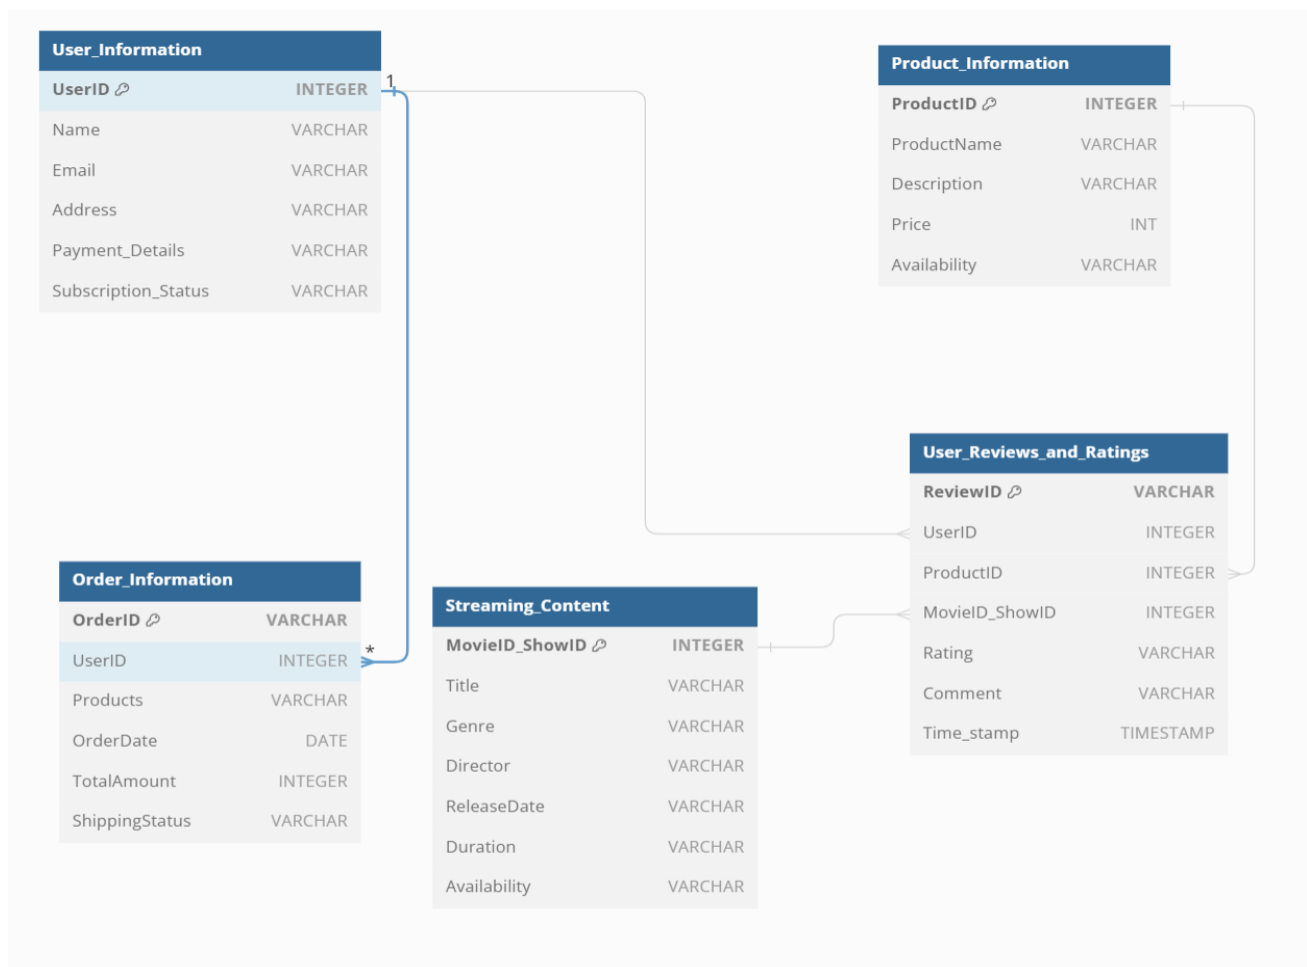 User_Information
UserID INTEGER
Name VARCHAR
Email VARCHAR
Address VARCHAR
Payment_Details VARCHAR
Subscription_Status VARCHAR
1
Product_Information
ProductID INTEGER
ProductName VARCHAR
Description VARCHAR
Price INT
Availability VARCHAR
User_Reviews_and_Ratings
ReviewID VARCHAR
UserID INTEGER
ProductID INTEGER
MovieID_ShowID INTEGER
Rating VARCHAR
Comment VARCHAR
Time_stamp TIMESTAMP
Order_Information
OrderID VARCHAR
UserID INTEGER
*
Products VARCHAR
OrderDate DATE
TotalAmount INTEGER
ShippingStatus VARCHAR
Streaming_Content
MovieID_ShowID INTEGER
Title VARCHAR
Genre VARCHAR
Director VARCHAR
ReleaseDate VARCHAR
Duration VARCHAR
Availability VARCHAR